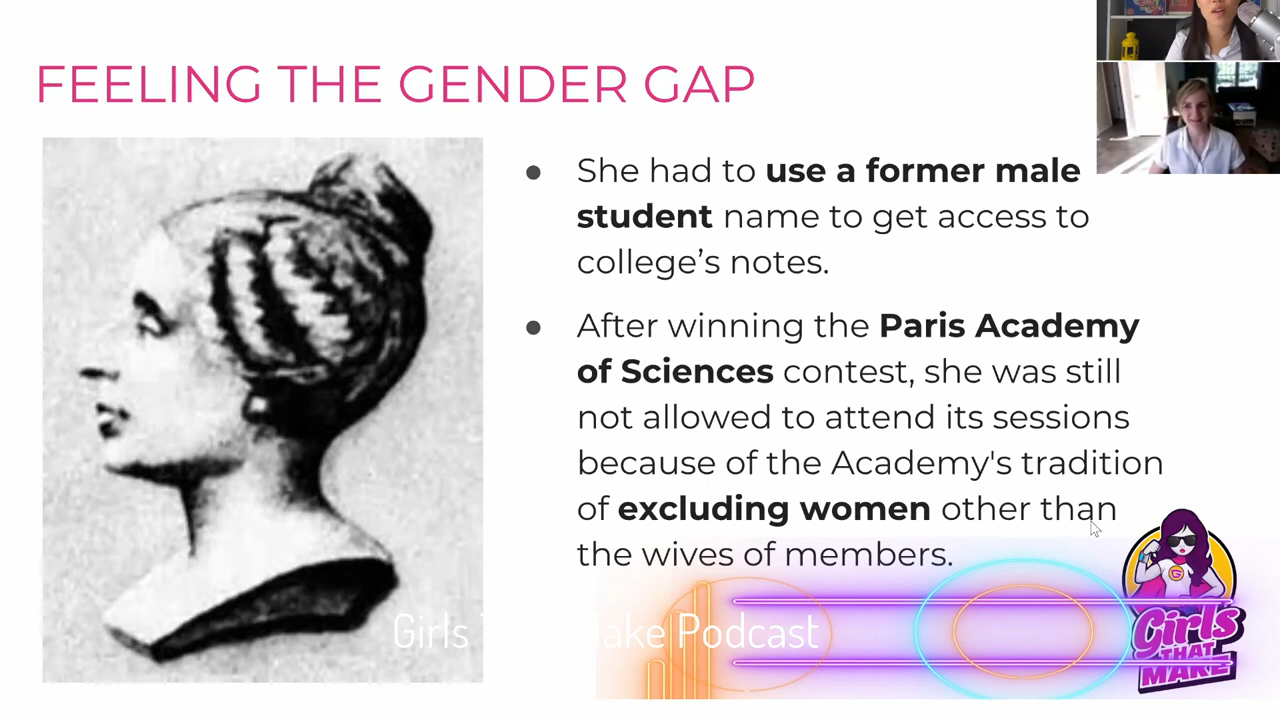 FEELING THE GENDER GAP
● She had to use a former male
student name to get access to
college’s notes.
● After winning the Paris Academy
of Sciences contest, she was still
not allowed to attend its sessions
because of the Academy's tradition
of excluding women other than
the wives of members.
Girls Make Podcast
G
Girls
THAT
MAKE